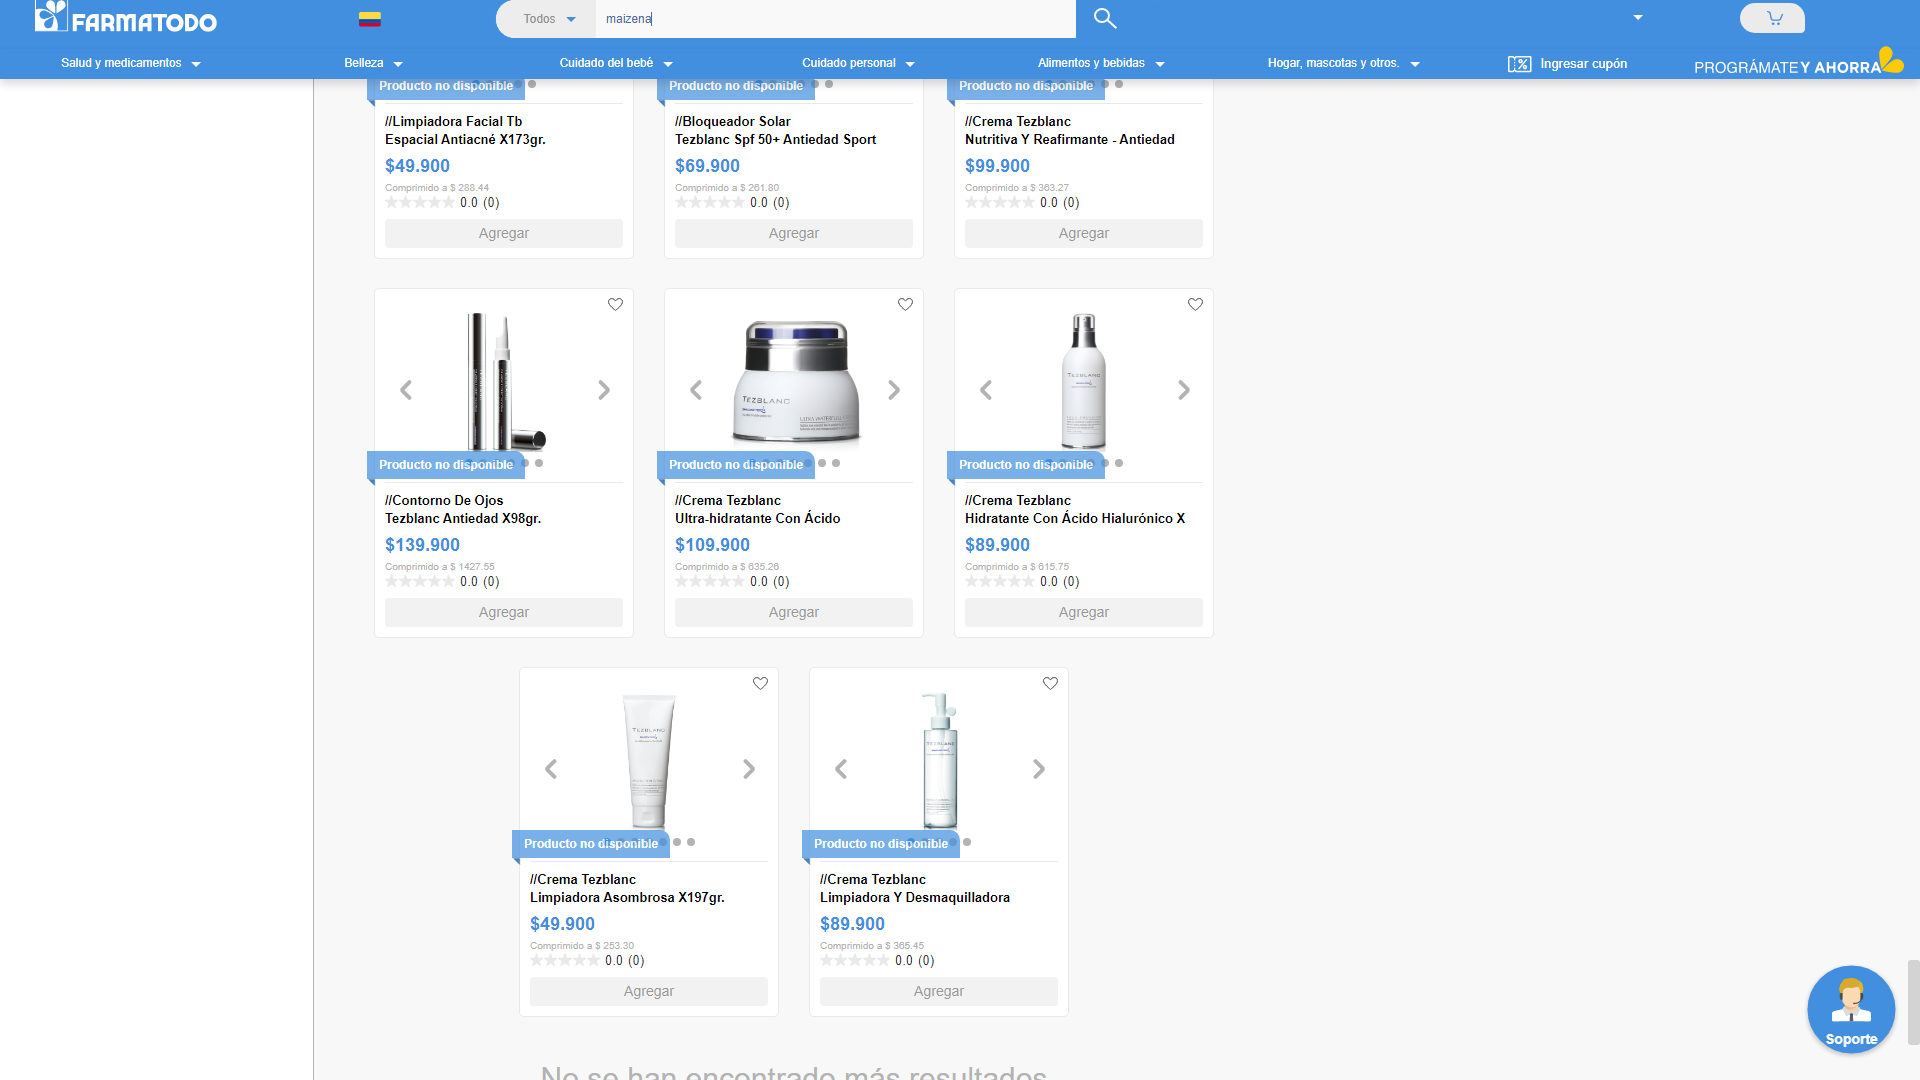 FARMATODO
Todos
maizena
Salud y medicamentos
Belleza
Cuidado del bebé
Cuidado personal
Alimentos y bebidas
Hogar, mascotas y otros.
Ingresar cupón
PROGRÁMATE Y AHORRA
Producto no disponible
Producto no disponible
Producto no disponible
//Limpiadora Facial Tb
Espacial Antiacné X173gr.
$49.900
Comprimido a $ 288.44
0.0 (0)
Agregar
//Bloqueador Solar
Tezblanc Spf 50+ Antiedad Sport
$69.900
Comprimido a $ 261.80
0.0 (0)
Agregar
//Crema Tezblanc
Nutritiva Y Reafirmante - Antiedad
$99.900
Comprimido a $ 363.27
0.0 (0)
Agregar
Producto no disponible
//Contorno De Ojos
Tezblanc Antiedad X98gr.
$139.900
Comprimido a $ 1427.55
0.0 (0)
Agregar
TEZBLANC
Producto no disponible
//Crema Tezblanc
Ultra-hidratante Con Ácido
$109.900
Comprimido a $ 635.26
0.0 (0)
Agregar
TEZBLANC
Producto no disponible
//Crema Tezblanc
Hidratante Con Ácido Hialurónico X
$89.900
Comprimido a $ 615.75
0.0 (0)
Agregar
TEZBLANC
Producto no disponible
//Crema Tezblanc
Limpiadora Asombrosa X197gr.
$49.900
Comprimido a $ 253.30
0.0 (0)
Agregar
TEZBLANC
Producto no disponible
//Crema Tezblanc
Limpiadora Y Desmaquilladora
$89.900
Comprimido a $ 365.45
0.0 (0)
Agregar
Soporte
No se han encontrado más resultados